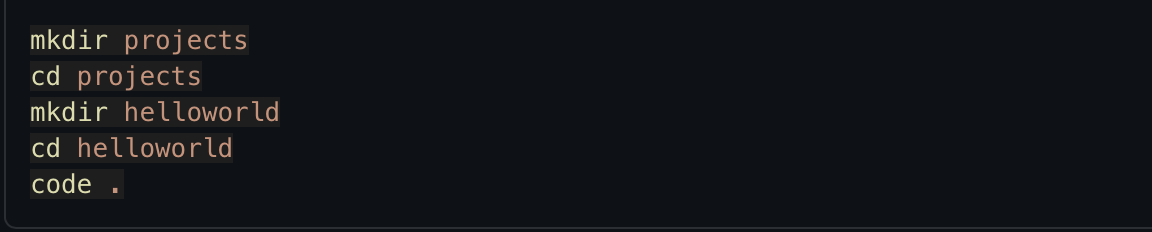 mkdir projects
cd projects
mkdir helloworld
cd helloworld
code .